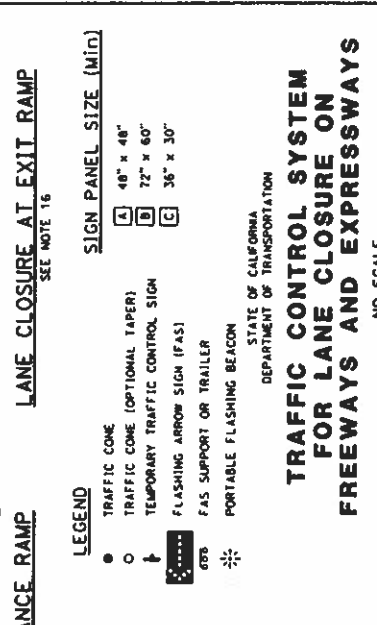 ANCE RAMP
LANE CLOSURE AT EXIT RAMP
SEE NOTE 16
LEGEND
TRAFFIC CONE
TRAFFIC CONE (OPTIONAL TAPER)
TEMPORARY TRAFFIC CONTROL SIGN
FLASHING ARROW SIGN (FAS)
FAS SUPPORT OR TRAILER
PORTABLE FLASHING BEACON
SIGN PANEL SIZE (Min)
A 48" x 48"
B 72" x 60"
C 36" x 30"
STATE OF CALIFORNIA
DEPARTMENT OF TRANSPORTATION
TRAFFIC CONTROL SYSTEM
FOR LANE CLOSURE ON
FREEWAYS AND EXPRESSWAYS
NO SCALE